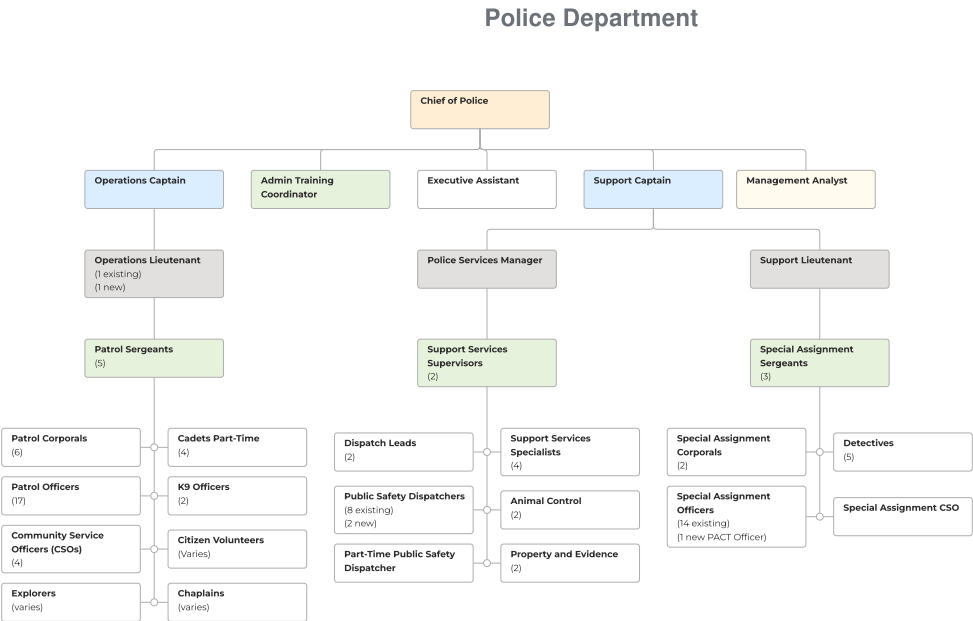 Police Department
Chief of Police
Operations Captain
Admin Training
Coordinator
Executive Assistant
Support Captain
Management Analyst
Operations Lieutenant
(1 existing)
(1 new)
Police Services Manager
Support Lieutenant
Patrol Sergeants
(5)
Support Services
Supervisors
(2)
Special Assignment
Sergeants
(3)
Patrol Corporals
(6)
Cadets Part-Time
(4)
Patrol Officers
(17)
K9 Officers
(2)
Community Service
Officers (CSOs)
(4)
Citizen Volunteers
(Varies)
Explorers
(varies)
Chaplains
(varies)
Dispatch Leads
(2)
Support Services
Specialists
(4)
Public Safety Dispatchers
(8 existing)
(2 new)
Animal Control
(2)
Part-Time Public Safety
Dispatcher
Property and Evidence
(2)
Special Assignment
Corporals
(2)
Detectives
(5)
Special Assignment
Officers
(14 existing)
(1 new PACT Officer)
Special Assignment CSO